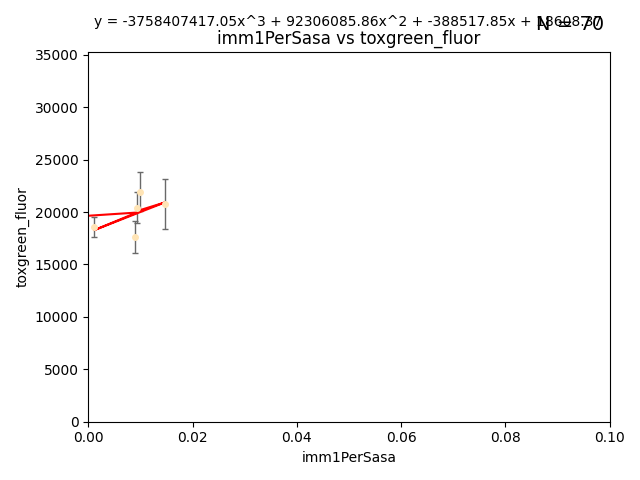 y = -3758407417.05x^3 + 92306085.86x^2 + -388517.85x + 18608.37
N = 70
imm1PerSasa vs toxgreen_fluor
35000
30000
25000
20000
15000
10000
5000
0
toxgreen_fluor
0.00 0.02 0.04 0.06 0.08 0.10
imm1PerSasa